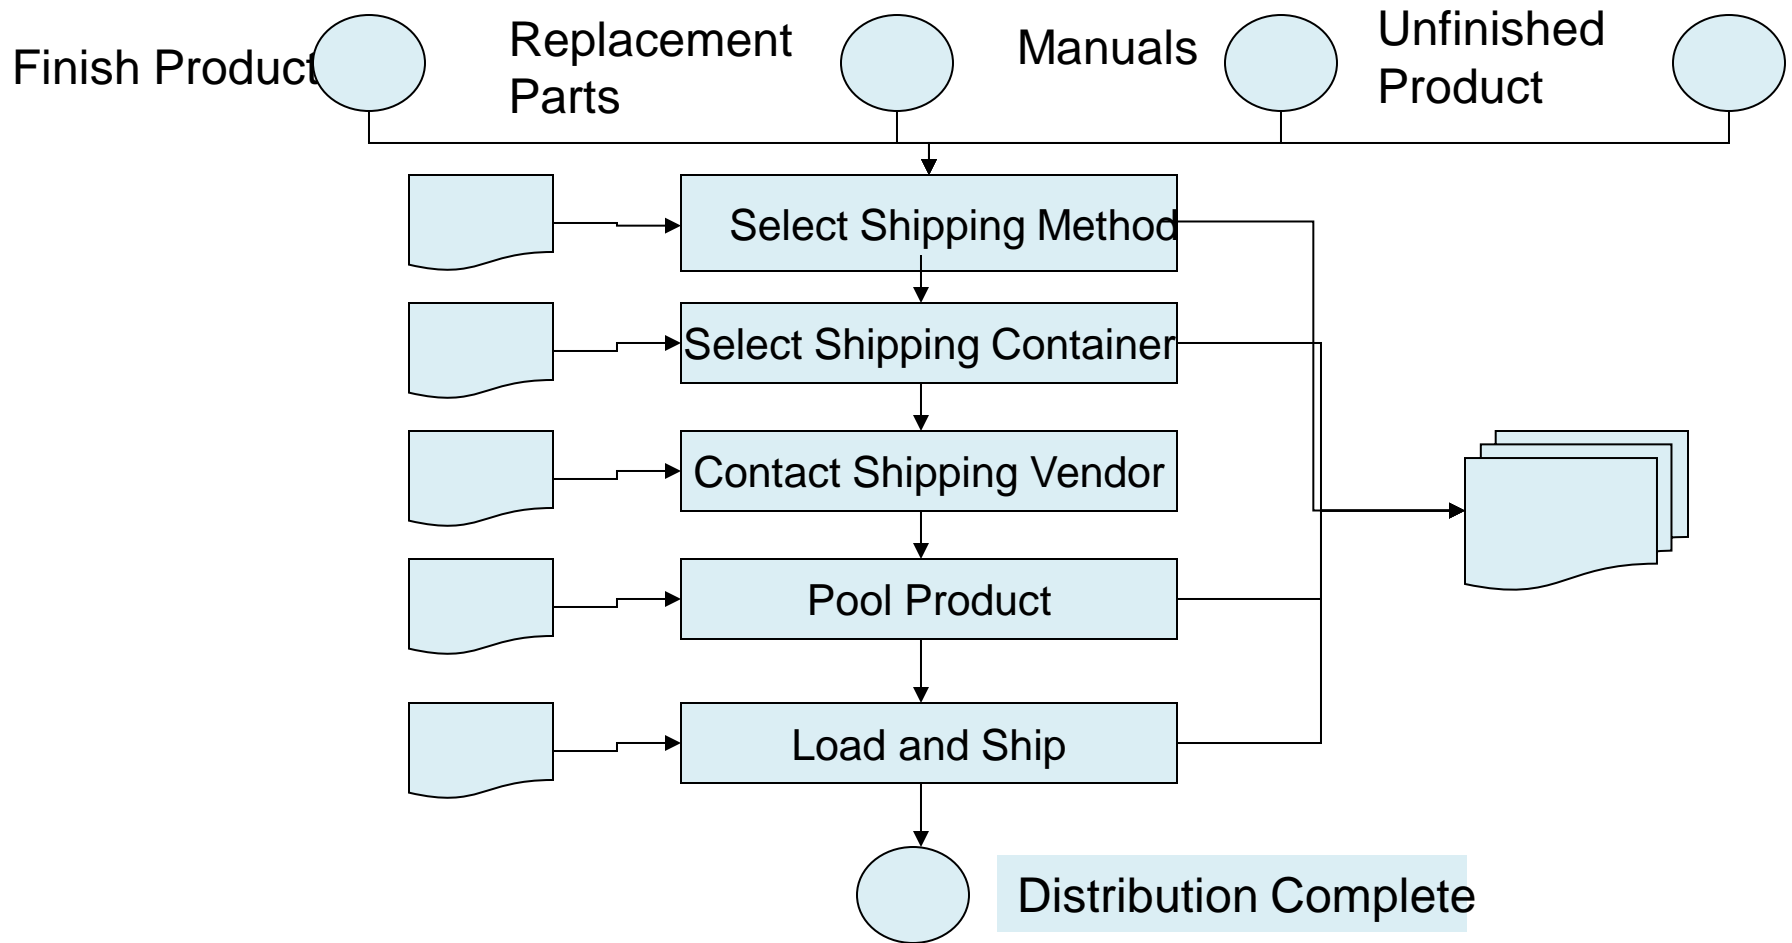 Finish Product
Replacement
Parts
Manuals
Unfinished
Product
Select Shipping Method
Select Shipping Container
Contact Shipping Vendor
Pool Product
Load and Ship
Distribution Complete